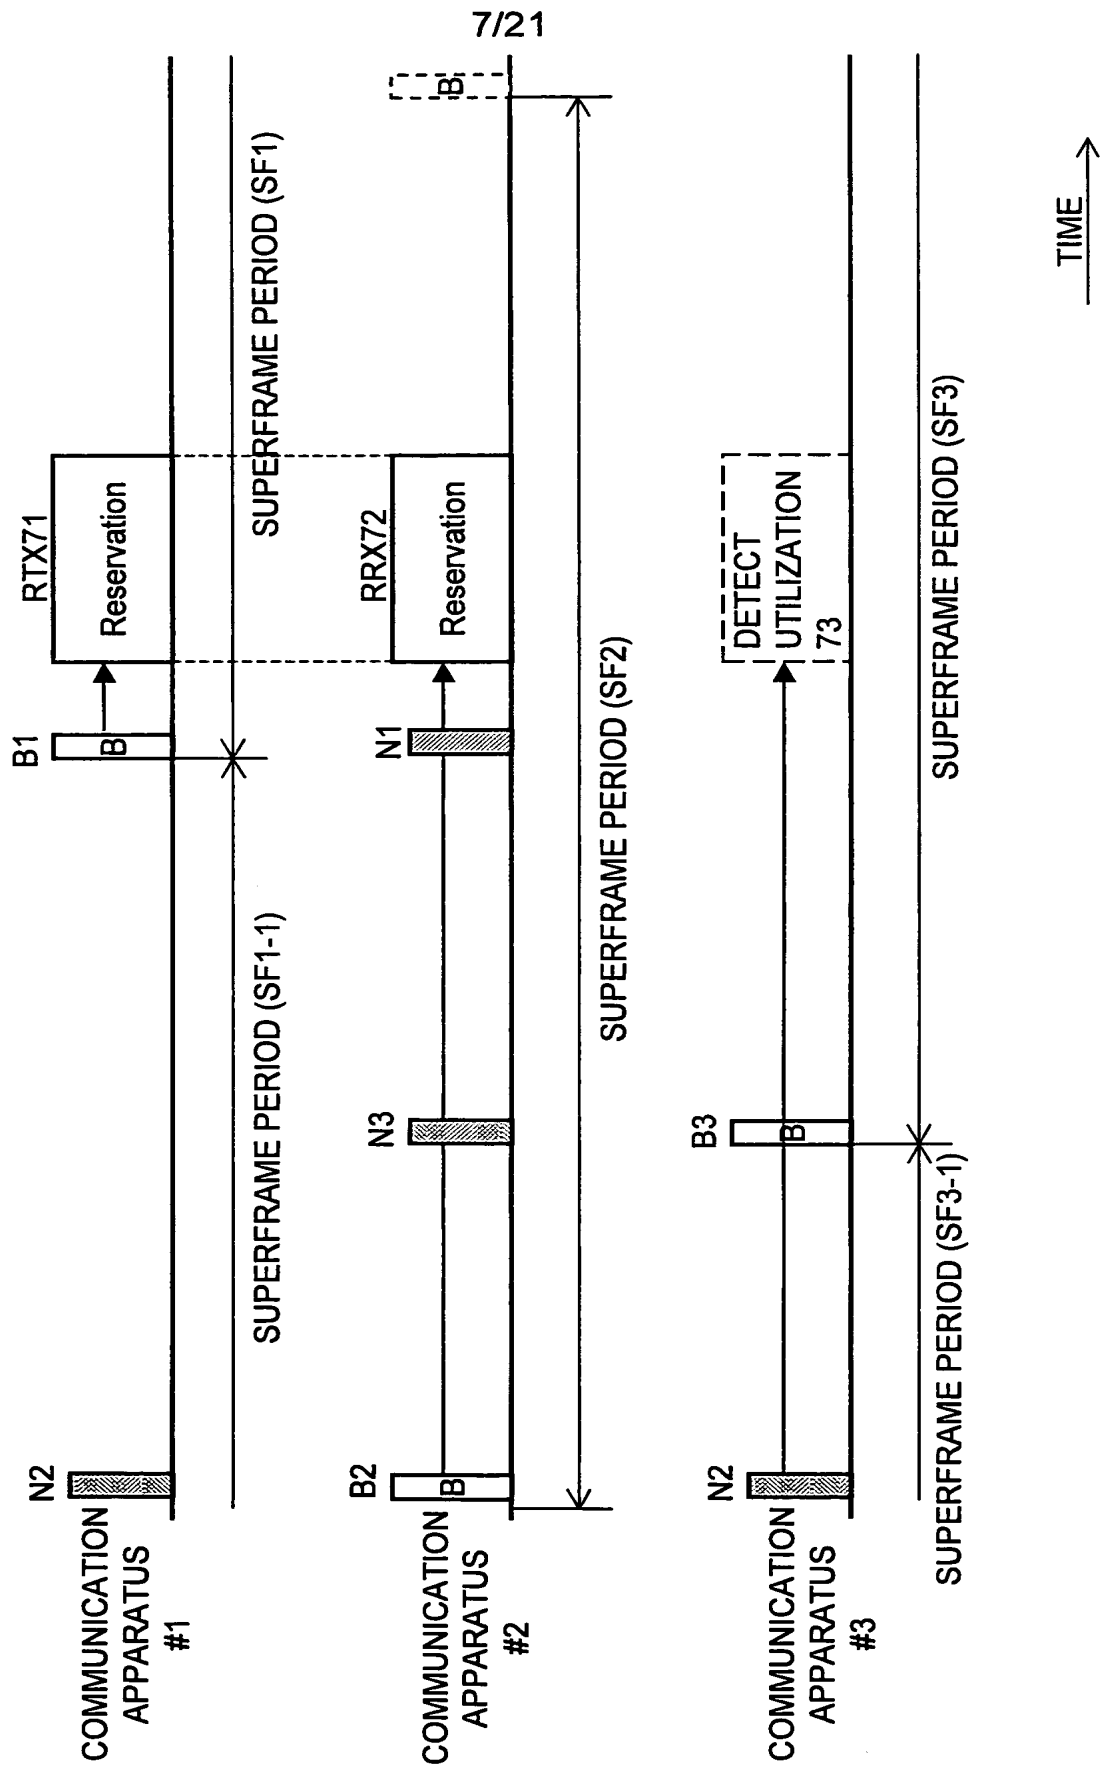 7/21
COMMUNICATION
APPARATUS
#1
N2
B1
B
RTX71
Reservation
SUPERFRAME PERIOD (SF1-1)
SUPERFRAME PERIOD (SF1)
COMMUNICATION
APPARATUS
#2
B2
B
N3
N1
RRX72
Reservation
B
SUPERFRAME PERIOD (SF2)
COMMUNICATION
APPARATUS
#3
N2
B3
B
DETECT
UTILIZATION
73
SUPERFRAME PERIOD (SF3-1)
SUPERFRAME PERIOD (SF3)
TIME